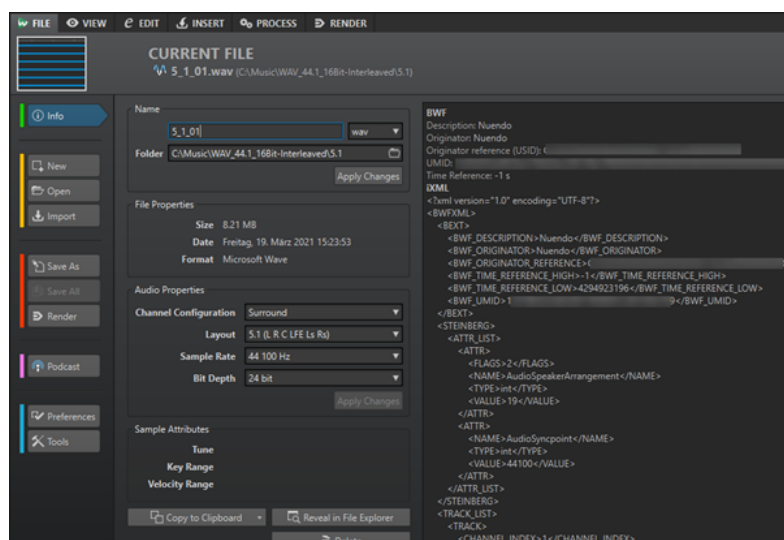 FILE VIEW EDIT INSERT PROCESS RENDER
CURRENT FILE
5_1_01.wav (C:\Music\WAV_44.1_16Bit-Interleaved\5.1)
Info
New
Open
Import
Save As
Save All
Render
Podcast
Preferences
Tools
Name
5_1_01 wav
Folder C:\Music\WAV_44.1_16Bit-Interleaved\5.1
Apply Changes
File Properties
Size 8.21 MB
Date Freitag, 19. März 2021 15:23:53
Format Microsoft Wave
Audio Properties
Channel Configuration Surround
Layout 5.1 (L R C LFE Ls Rs)
Sample Rate 44 100 Hz
Bit Depth 24 bit
Apply Changes
Sample Attributes
Tune
Key Range
Velocity Range
Copy to Clipboard Reveal in File Explorer
Delete
BWF
Description: Nuendo
Originator: Nuendo
Originator reference (USID):
UMID:
Time Reference: -1 s
iXML
<?xml version="1.0" encoding="UTF-8"?>
<BWFXML>
<BEXT>
<BWF_DESCRIPTION>Nuendo</BWF_DESCRIPTION>
<BWF_ORIGINATOR>Nuendo</BWF_ORIGINATOR>
<BWF_ORIGINATOR_REFERENCE>
<BWF_TIME_REFERENCE_HIGH>-1</BWF_TIME_REFERENCE_HIGH>
<BWF_TIME_REFERENCE_LOW>4294923196</BWF_TIME_REFERENCE_LOW>
<BWF_UMID>1 9</BWF_UMID>
</BEXT>
<STEINBERG>
<ATTR_LIST>
<ATTR>
<FLAGS>2</FLAGS>
<NAME>AudioSpeakerArrangement</NAME>
<TYPE>int</TYPE>
<VALUE>19</VALUE>
</ATTR>
<ATTR>
<NAME>AudioSyncpoint</NAME>
<TYPE>int</TYPE>
<VALUE>44100</VALUE>
</ATTR>
</ATTR_LIST>
</STEINBERG>
<TRACK_LIST>
<TRACK>
<CHANNEL_INDEX>1</CHANNEL_INDEX>